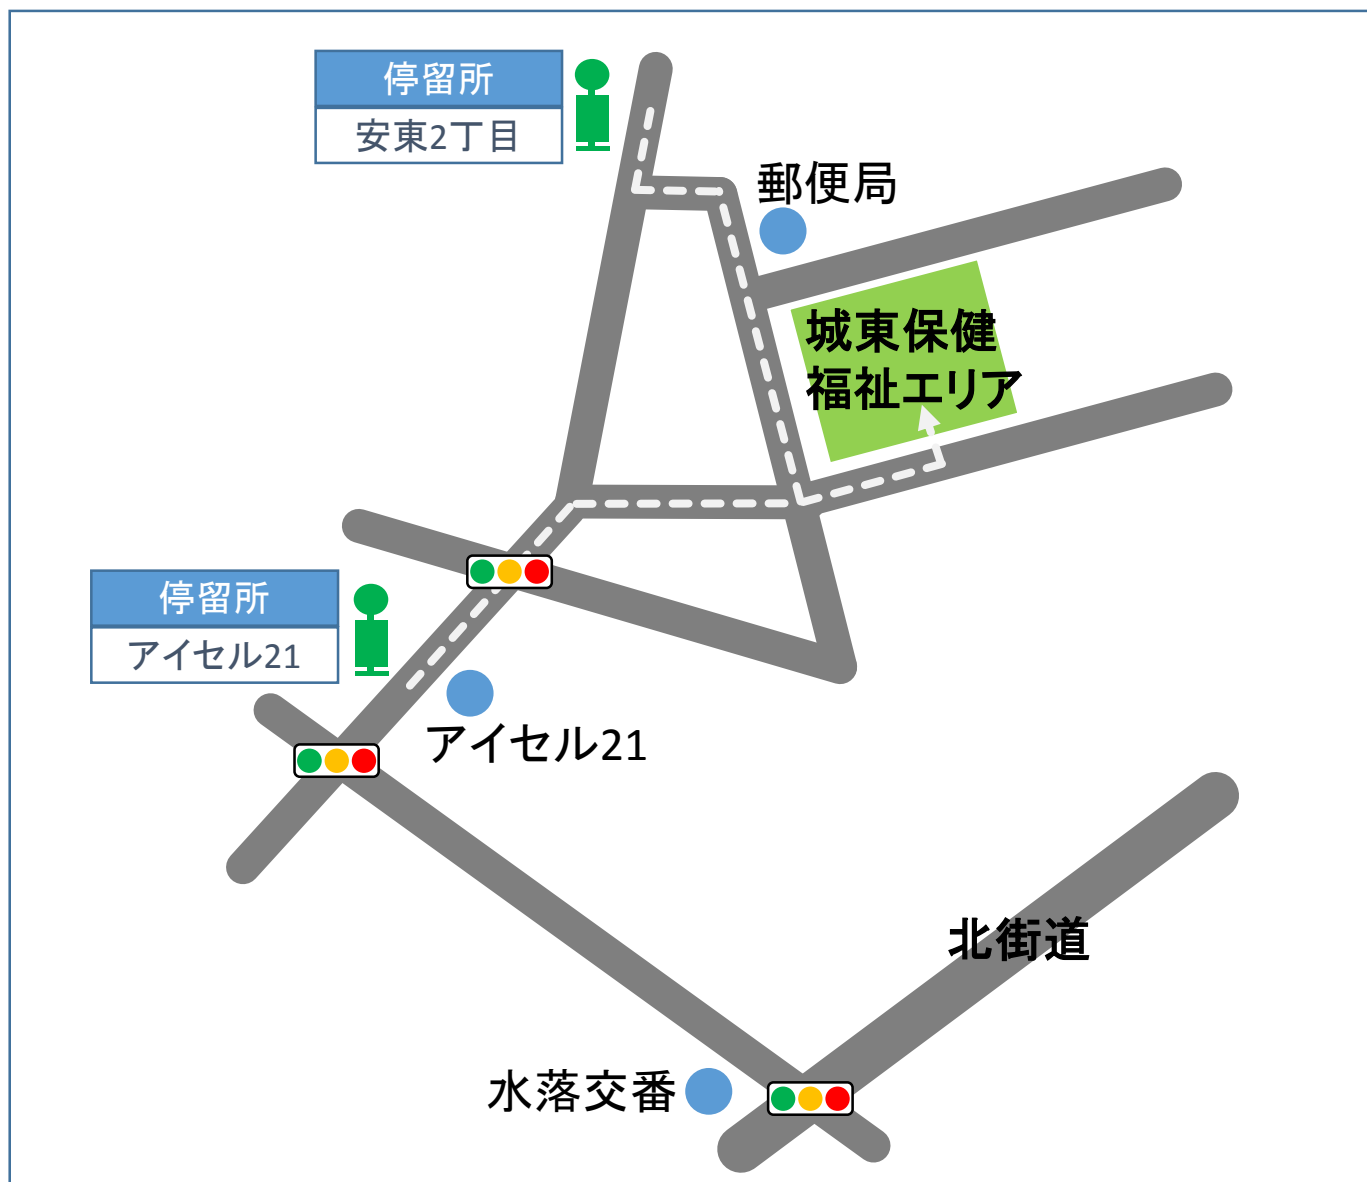 停留所
安東2丁目
郵便局
城東保健
福祉エリア
停留所
アイセル21
アイセル21
北街道
水落交番